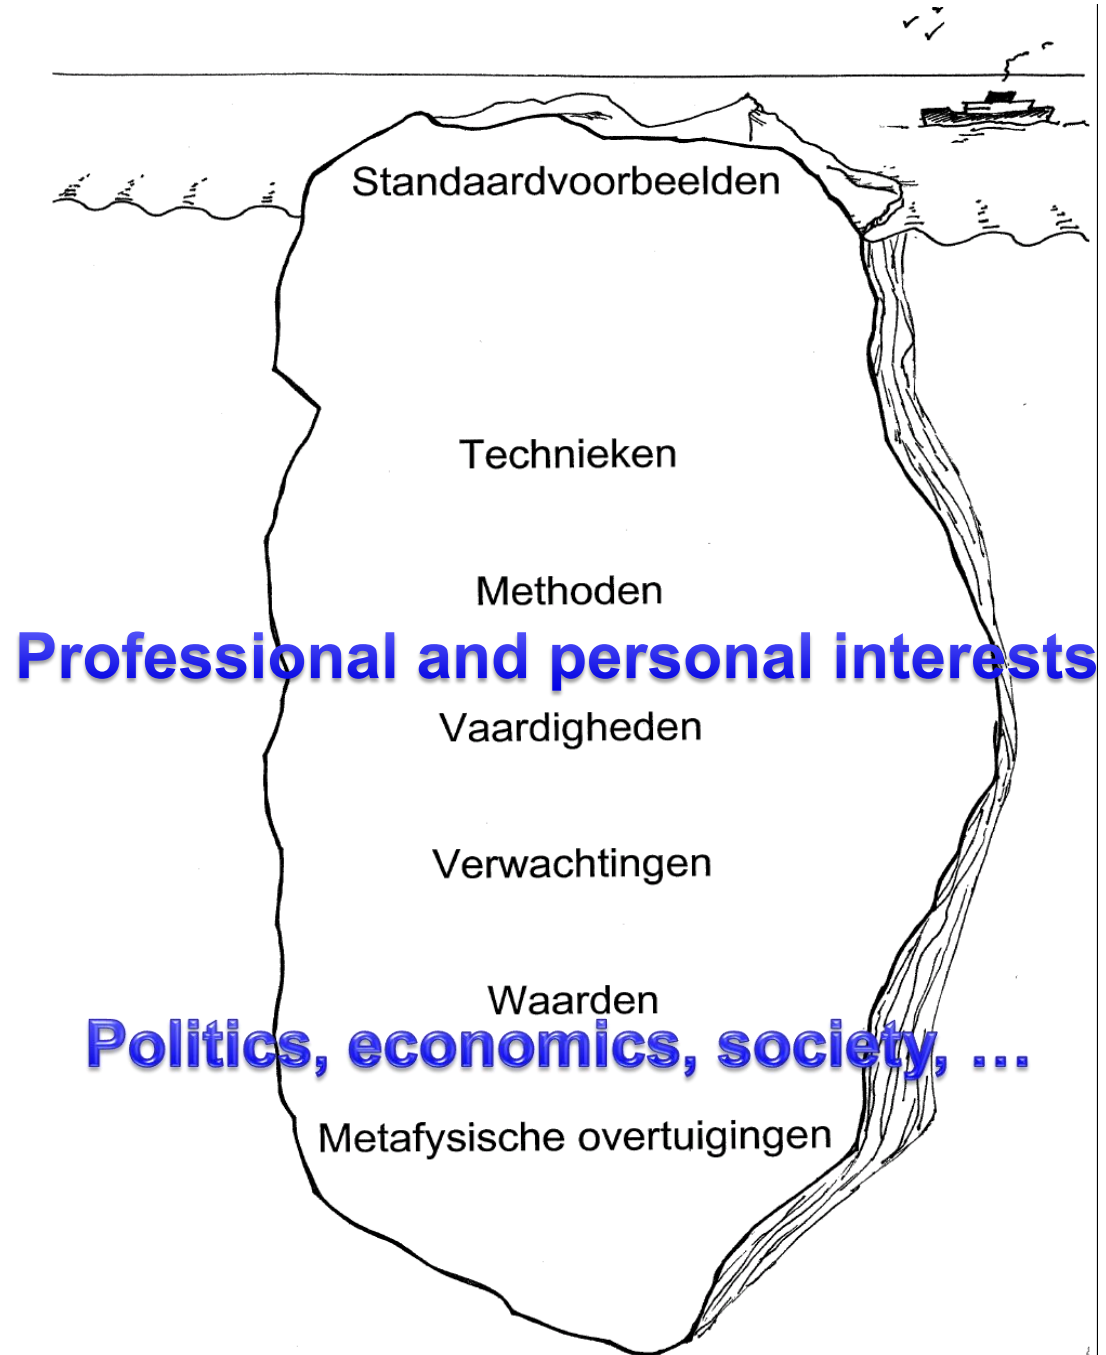 Standaardvoorbeelden
Technieken
Methoden
Professional and personal interests
Vaardigheden
Verwachtingen
Waarden
Politics, economics, society, …
Metafysische overtuigingen